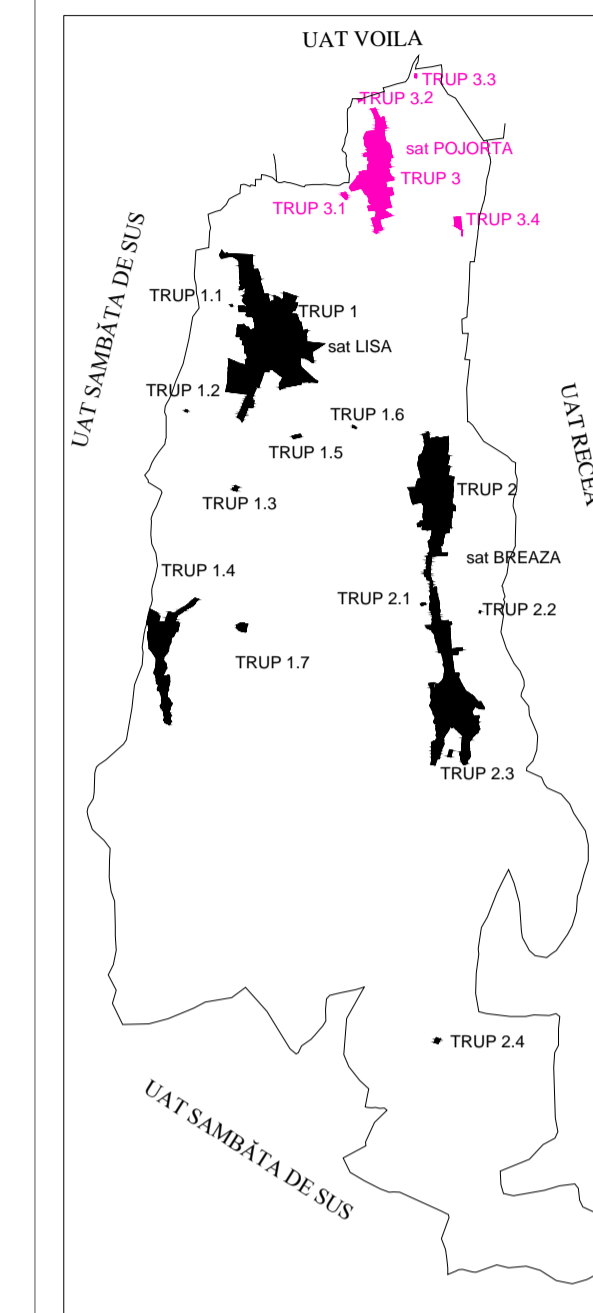 UAT VOILA
TRUP 3.3
TRUP 3.2
sat POJORTA
TRUP 3
TRUP 3.1
TRUP 3.4
UAT SAMBĂTA DE SUS
TRUP 1.1
TRUP 1
sat LISA
TRUP 1.2
TRUP 1.6
TRUP 1.5
UAT RECEA
TRUP 2
TRUP 1.3
sat BREAZA
TRUP 1.4
TRUP 2.1
TRUP 2.2
TRUP 1.7
TRUP 2.3
TRUP 2.4
UAT SAMBĂTA DE SUS